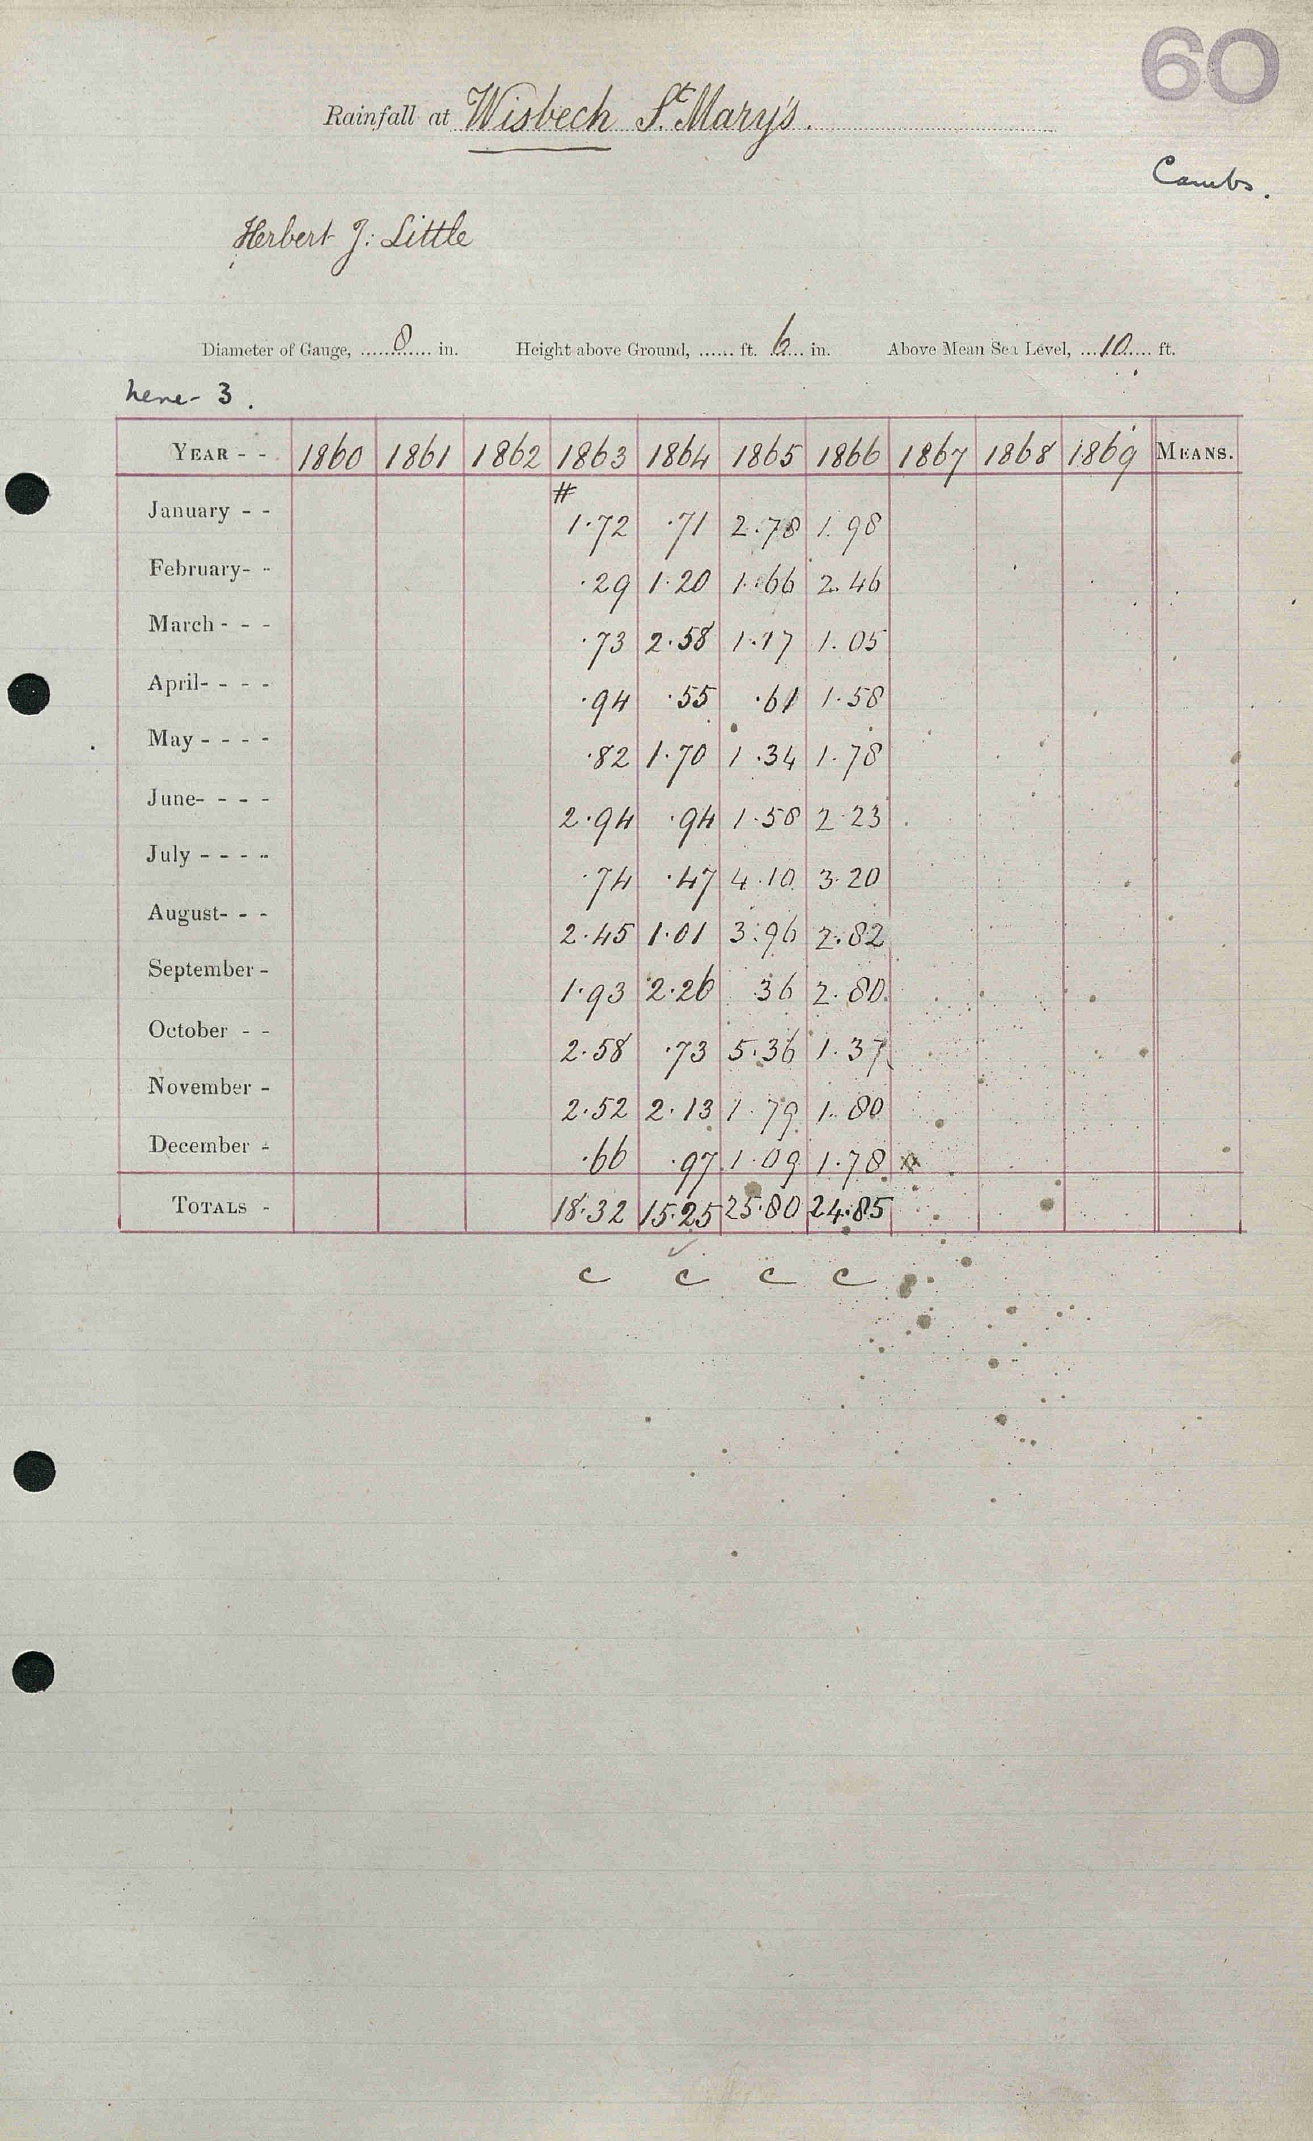 60
Rainfall at Wisbech St. Mary's.
Cambs.
Herbert J. Little
Diameter of Gauge, 8 in. Height above Ground, ft. 6 in. Above Mean Sea Level, 10 ft.
Nene - 3.
YEAR - - 1860 1861 1862 1863 1864 1865 1866 1867 1868 1869 MEANS.
#
January - - 1.72 .71 2.78 1.98
February - - .29 1.20 1.66 2.46
March - - - .73 2.58 1.17 1.05
April - - - - .94 .55 .61 1.58
May - - - - .82 1.70 1.34 1.78
June - - - - 2.94 .94 1.58 2.23
July - - - - .74 .47 4.10 3.20
August - - - 2.45 1.01 3.96 2.82
September - 1.93 2.26 36 2.80
October - - 2.58 .73 5.36 1.37
November - 2.52 2.13 1.79 1.80
December - .66 .97 1.09 1.78 x
TOTALS - 18.32 15.25 25.80 24.85
c c c c